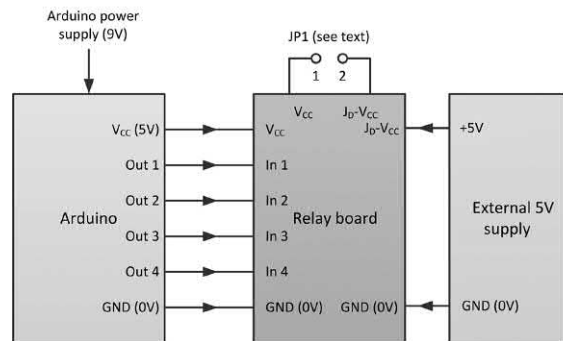 Arduino power
supply (9V)
JP1 (see text)
1 2
VCC JD-VCC
VCC (5V)
Out 1
Out 2
Arduino
Out 3
Out 4
GND (0V)
VCC
In 1
In 2
Relay board
In 3
In 4
GND (0V)
JD-VCC
GND (0V)
+5V
External 5V
supply
GND (0V)